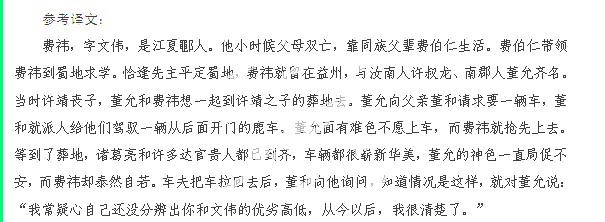 参考译文：
费祎，字文伟，是江夏鄳人。他小时候父母双亡，靠同族父辈费伯仁生活。费伯仁带领
费祎到蜀地求学。恰逢先主平定蜀地，费祎就留在益州，与汝南人许叔龙、南郡人董允齐名。
当时许靖丧子，董允和费祎想一起到许靖之子的葬地去。董允向父亲董和请求要一辆车，董
和就派人给他们驾驭一辆从后面开门的鹿车。董允面有难色不愿上车，而费祎就抢先上去。
等到了葬地，诸葛亮和许多达官贵人都已到齐，车辆都很崭新华美，董允的神色一直局促不
安，而费祎却泰然自若。车夫把车拉回去后，董和向他询问，知道情况是这样，就对董允说：
“我常疑心自己还没分辨出你和文伟的优劣高低，从今以后，我很清楚了。”